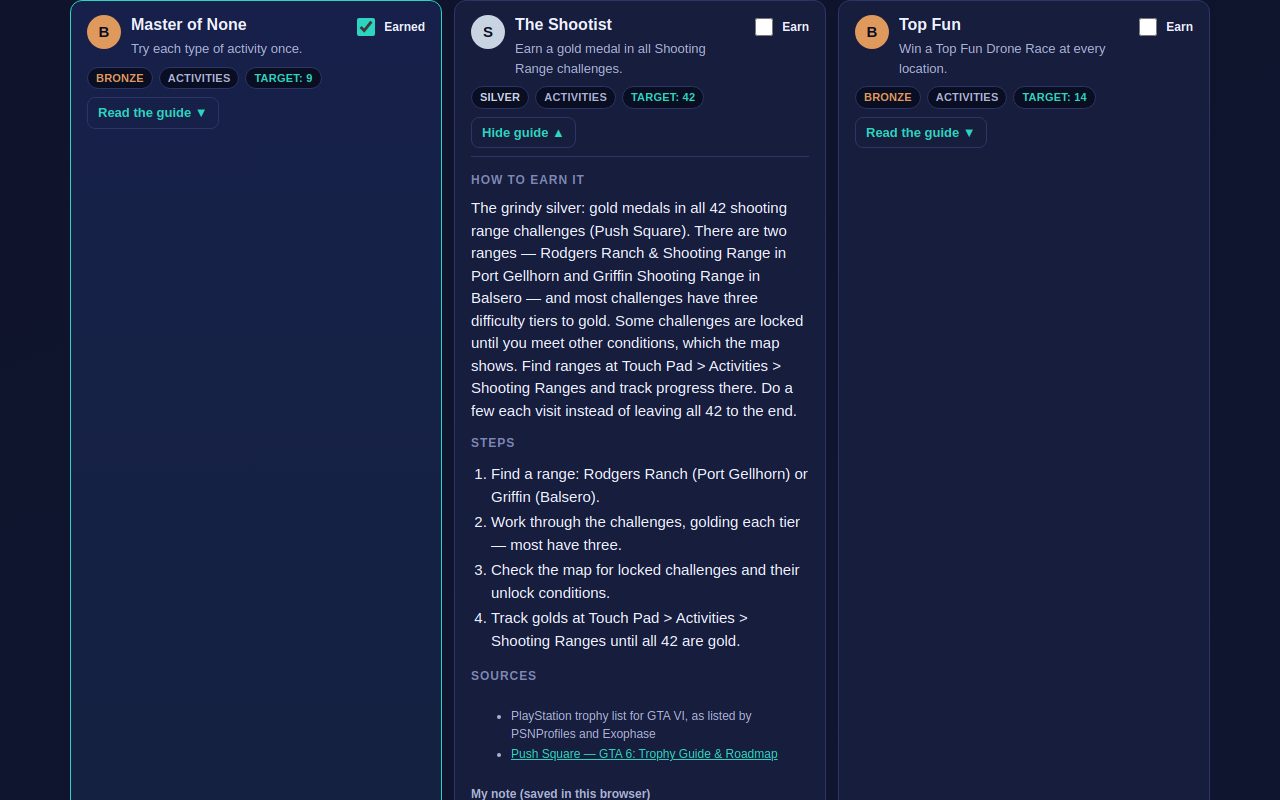 B
Master of None
Earned
Try each type of activity once.
BRONZE ACTIVITIES TARGET: 9
Read the guide ▼
S
The Shootist
Earn
Earn a gold medal in all Shooting
Range challenges.
SILVER ACTIVITIES TARGET: 42
Hide guide ▲
HOW TO EARN IT
The grindy silver: gold medals in all 42 shooting
range challenges (Push Square). There are two
ranges — Rodgers Ranch & Shooting Range in
Port Gellhorn and Griffin Shooting Range in
Balsero — and most challenges have three
difficulty tiers to gold. Some challenges are locked
until you meet other conditions, which the map
shows. Find ranges at Touch Pad > Activities >
Shooting Ranges and track progress there. Do a
few each visit instead of leaving all 42 to the end.
STEPS
1. Find a range: Rodgers Ranch (Port Gellhorn) or
Griffin (Balsero).
2. Work through the challenges, golding each tier
— most have three.
3. Check the map for locked challenges and their
unlock conditions.
4. Track golds at Touch Pad > Activities >
Shooting Ranges until all 42 are gold.
SOURCES
• PlayStation trophy list for GTA VI, as listed by
PSNProfiles and Exophase
• Push Square — GTA 6: Trophy Guide & Roadmap
My note (saved in this browser)
B
Top Fun
Earn
Win a Top Fun Drone Race at every
location.
BRONZE ACTIVITIES TARGET: 14
Read the guide ▼